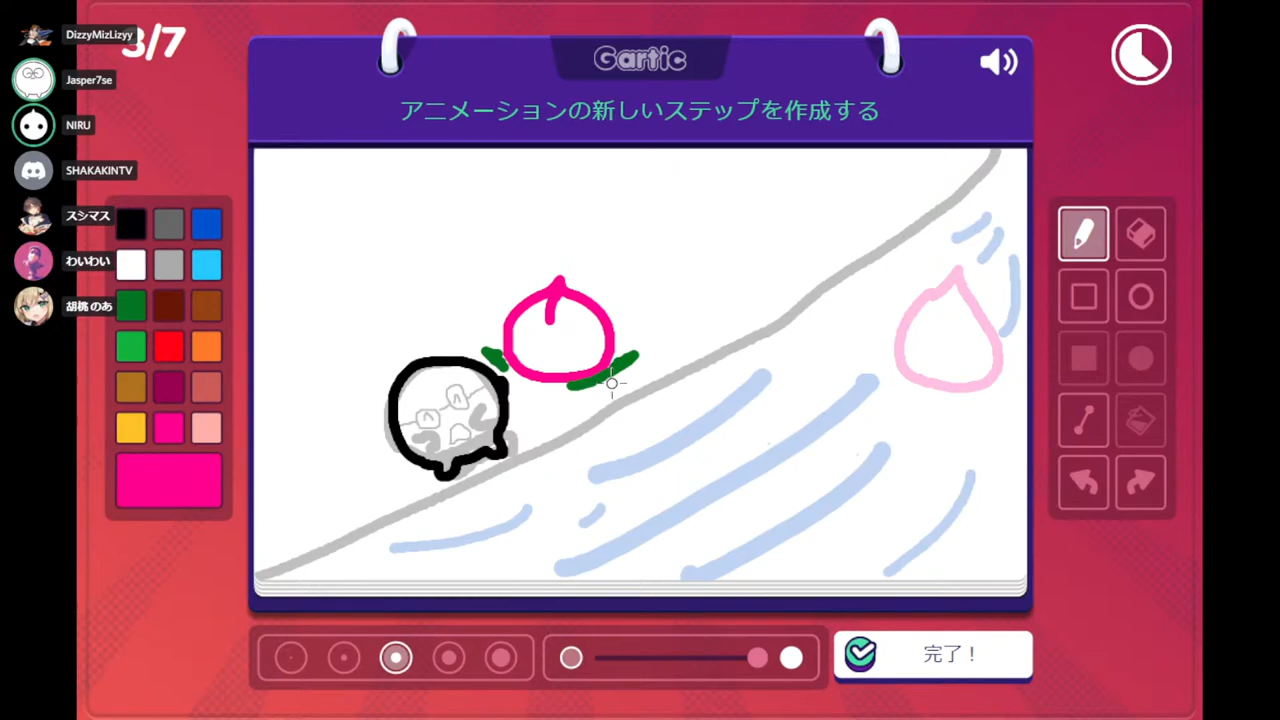 DizzyMizLizyy
3/7
Gartic
Jasper7se
アニメーションの新しいステップを作成する
NIRU
SHAKAKINTV
スシマス
わいわい
胡桃のあ
完了！